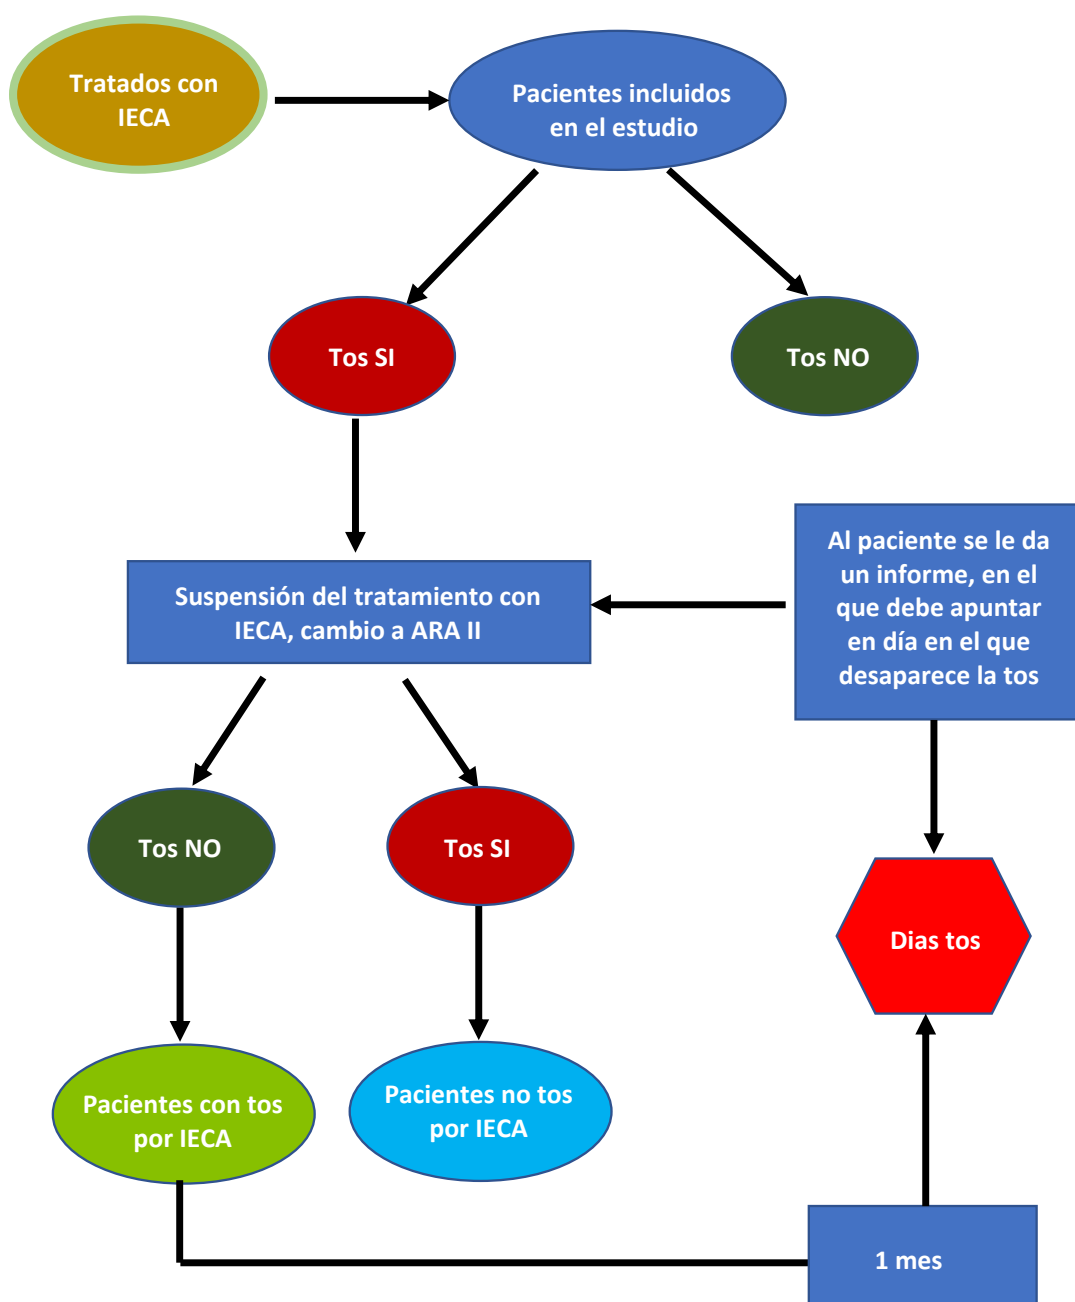 Tratados con
IECA
Pacientes incluidos
en el estudio
Tos SI
Tos NO
Al paciente se le da
un informe, en el
que debe apuntar
en día en el que
desaparece la tos
Suspensión del tratamiento con
IECA, cambio a ARA II
Tos NO
Tos SI
Dias tos
Pacientes con tos
por IECA
Pacientes no tos
por IECA
1 mes